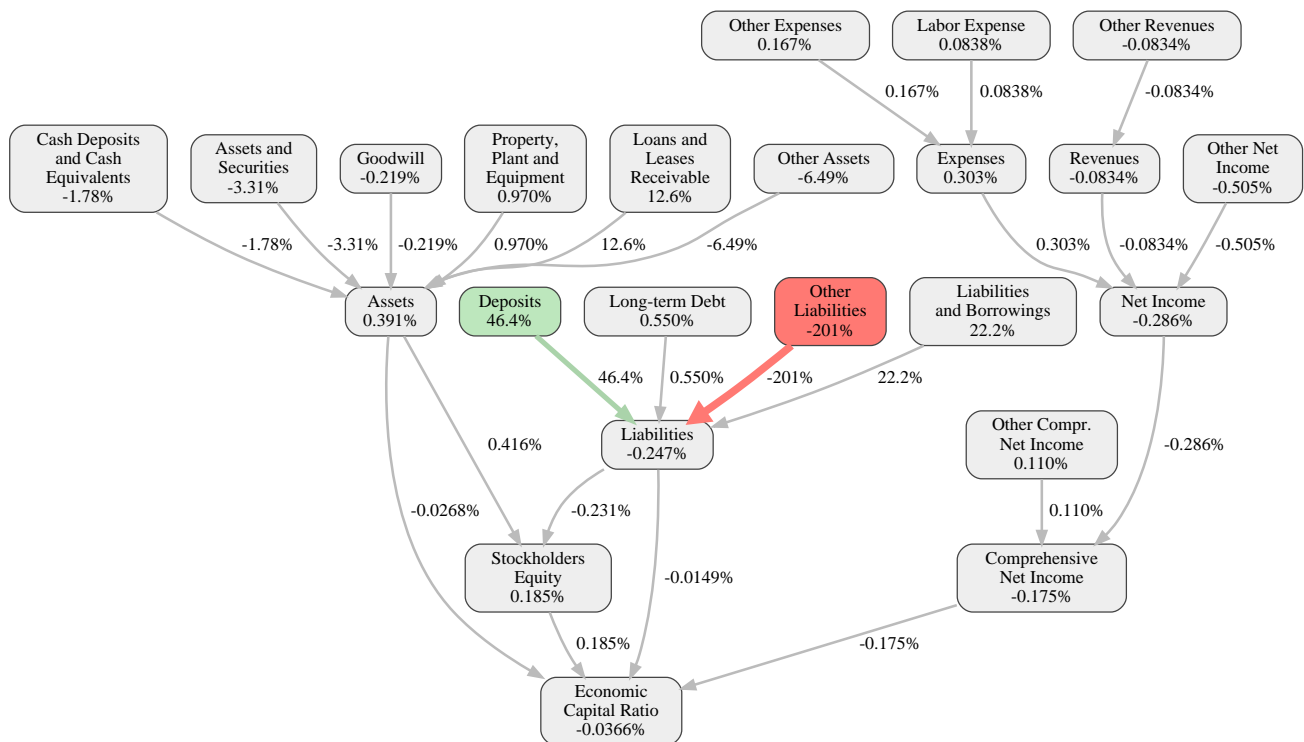 Other Expenses
0.167%
Labor Expense
0.0838%
Other Revenues
-0.0834%
0.167%
0.0838%
-0.0834%
Cash Deposits
and Cash
Equivalents
-1.78%
Assets and
Securities
-3.31%
Goodwill
-0.219%
Property,
Plant and
Equipment
0.970%
Loans and
Leases
Receivable
12.6%
Other Assets
-6.49%
Expenses
0.303%
Revenues
-0.0834%
Other Net
Income
-0.505%
-1.78%
-3.31%
-0.219%
0.970%
12.6%
-6.49%
0.303%
-0.0834%
-0.505%
Assets
0.391%
Deposits
46.4%
Long-term Debt
0.550%
Other
Liabilities
-201%
Liabilities
and Borrowings
22.2%
Net Income
-0.286%
46.4%
0.550%
-201%
22.2%
0.416%
Liabilities
-0.247%
Other Compr.
Net Income
0.110%
-0.286%
-0.0268%
-0.231%
0.110%
Stockholders
Equity
0.185%
-0.0149%
Comprehensive
Net Income
-0.175%
0.185%
-0.175%
Economic
Capital Ratio
-0.0366%